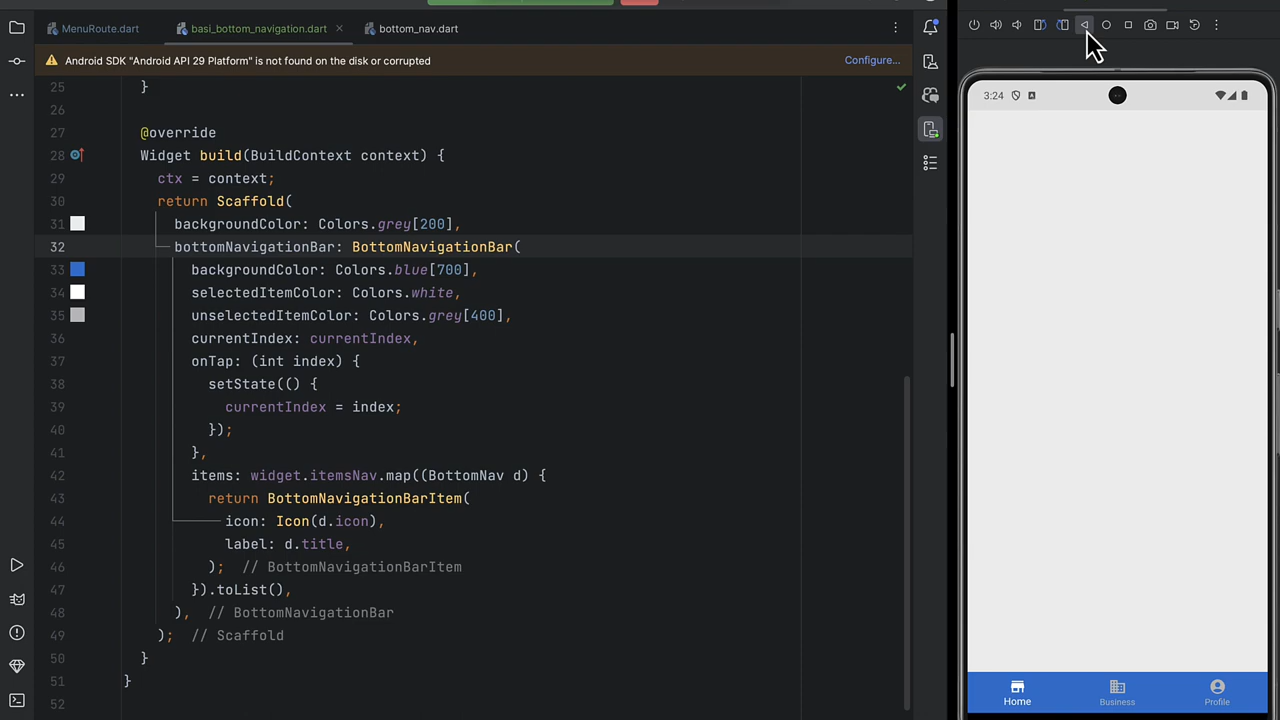 MenuRoute.dart
basi_bottom_navigation.dart
bottom_nav.dart
Android SDK "Android API 29 Platform" is not found on the disk or corrupted
Configure...
25 }
26
27 @override
28 Widget build(BuildContext context) {
29 ctx = context;
30 return Scaffold(
31 backgroundColor: Colors.grey[200],
32 bottomNavigationBar: BottomNavigationBar(
33 backgroundColor: Colors.blue[700],
34 selectedItemColor: Colors.white,
35 unselectedItemColor: Colors.grey[400],
36 currentIndex: currentIndex,
37 onTap: (int index) {
38 setState(() {
39 currentIndex = index;
40 });
41 },
42 items: widget.itemsNav.map((BottomNav d) {
43 return BottomNavigationBarItem(
44 icon: Icon(d.icon),
45 label: d.title,
46 ); // BottomNavigationBarItem
47 }).toList(),
48 ), // BottomNavigationBar
49 ); // Scaffold
50 }
51 }
52
3:24
Home
Business
Profile